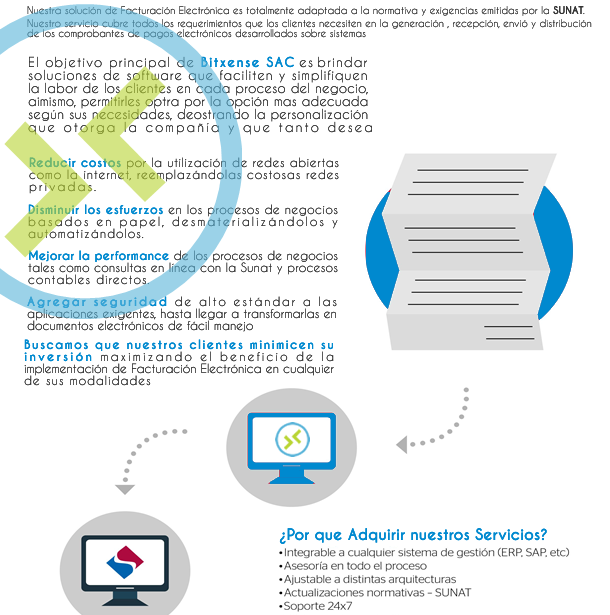 Nuestra solución de Facturación Electrónica es totalmente adaptada a la normativa y exigencias emitidas por la SUNAT.
Nuestro servicio cubre todos los requerimientos que los clientes necesiten en la generación , recepción, envió y distribución
de los comprobantes de pagos electrónicos desarrollados sobre sistemas
El objetivo principal de Bitxense SAC es brindar
soluciones de software que faciliten y simplifiquen
la labor de los clientes en cada proceso del negocio,
aimismo, permitirles optra por la opción mas adecuada
según sus necesidades, deostrando la personalización
que otorga la compañía y que tanto desea
Reducir costos por la utilización de redes abiertas
como la internet, reemplazándolas costosas redes
privadas.
Disminuir los esfuerzos en los procesos de negocios
basados en papel, desmaterializándolos y
automatizándolos.
Mejorar la performance de los procesos de negocios
tales como consultas en línea con la Sunat y procesos
contables directos.
Agregar seguridad de alto estándar a las
aplicaciones exigentes, hasta llegar a transformarlas en
documentos electrónicos de fácil manejo
Buscamos que nuestros clientes minimicen su
inversión maximizando el beneficio de la
implementación de Facturación Electrónica en cualquier
de sus modalidades
¿Por que Adquirir nuestros Servicios?
•Integrable a cualquier sistema de gestión (ERP, SAP, etc)
•Asesoría en todo el proceso
•Ajustable a distintas arquitecturas
•Actualizaciones normativas - SUNAT
•Soporte 24x7